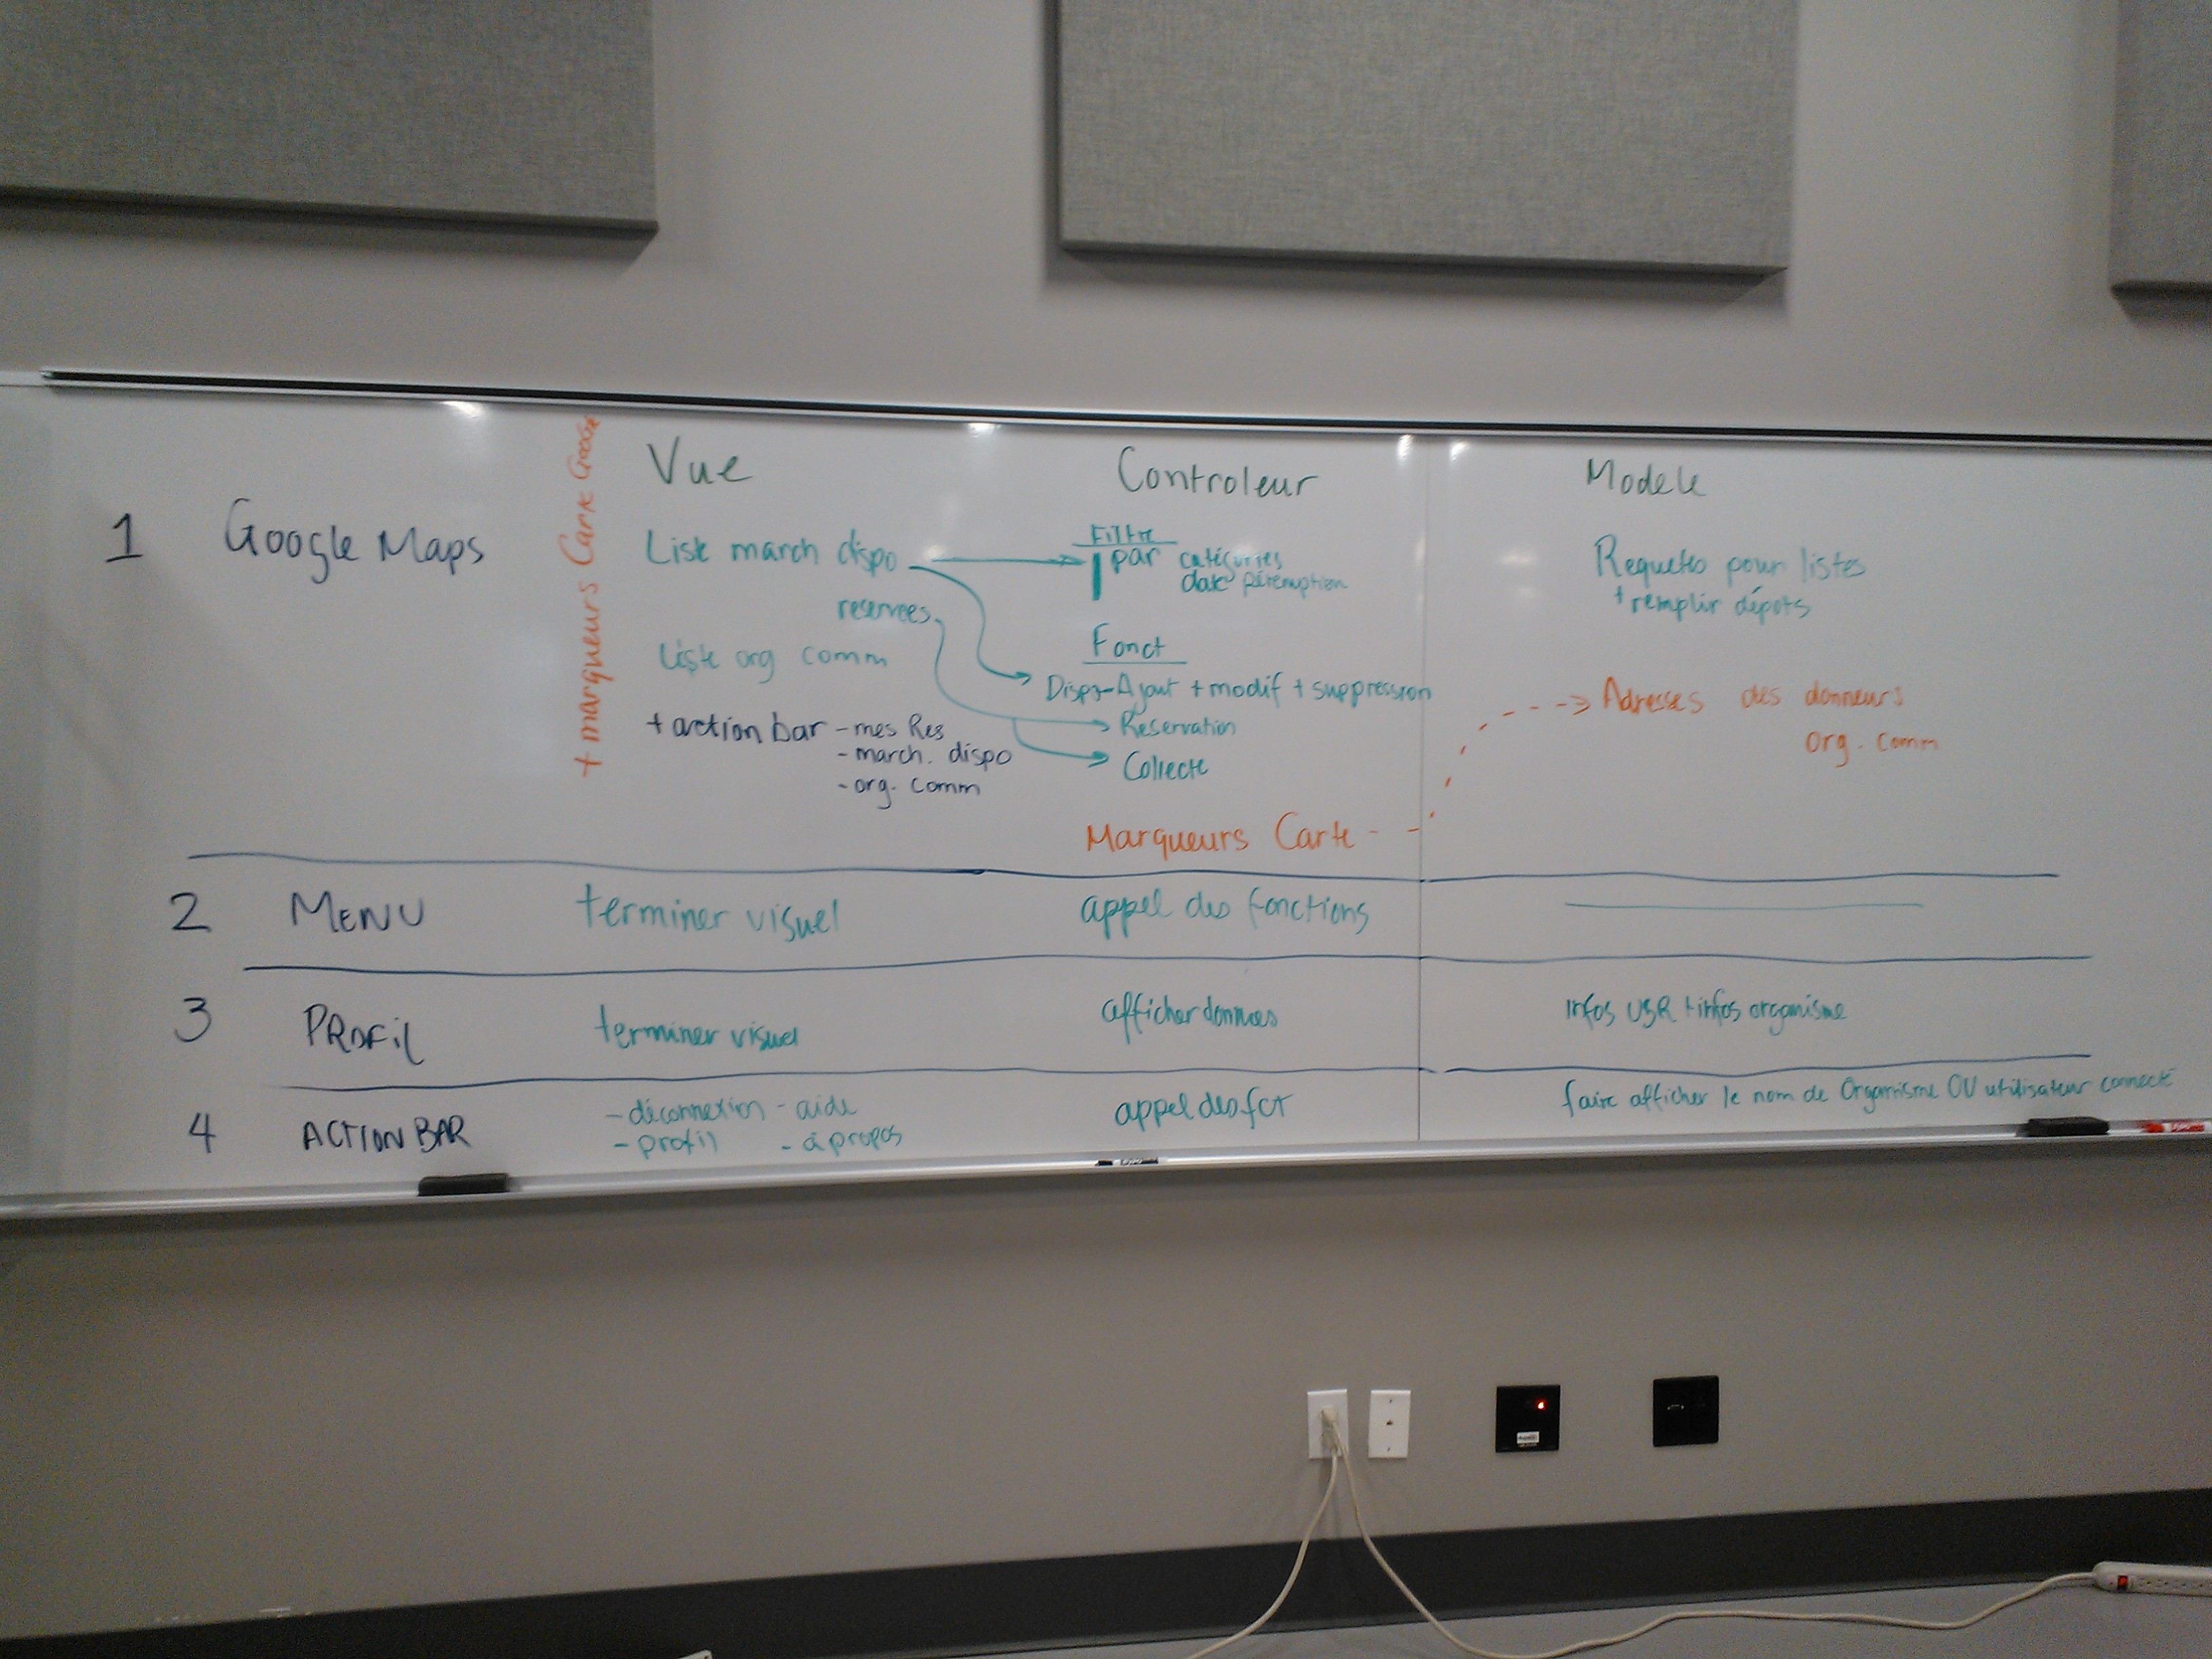 Vue
Controleur
Modele
1 Google Maps
+ marqueurs Carte Google
List march dispo
reservees
Liste org comm
+ action bar - mes Res
- march. dispo
- org. comm
Filtre
par catégories
date péremption
Fonct
Dispo-Ajout + modif + suppression
Reservation
Collecte
Marqueurs Carte
Requetes pour listes
+ remplir dépots
Adresses des donneurs
org. comm
2 MENU terminer visuel appel des fonctions
3 PROFil terminer visuel afficher donnees infos USR + infos organisme
4 ACTION BAR
- déconnexion - aide
- profil - à propos
appel des fct
faire afficher le nom de Organisme OU utilisateur connecté